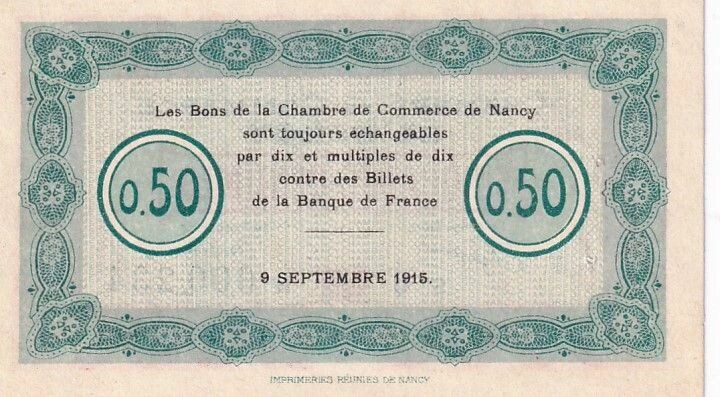 Les Bons de la Chambre de Commerce de Nancy
sont toujours échangeables
par dix et multiples de dix
contre des Billets
de la Banque de France
0.50
0.50
9 SEPTEMBRE 1915.
IMPRIMERIES RÉUNIES DE NANCY